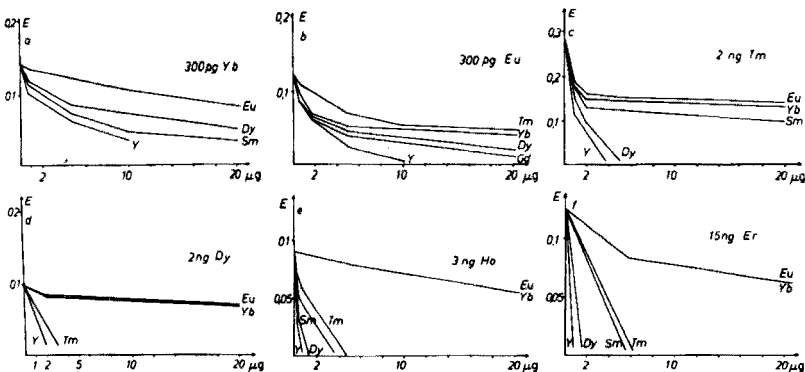 0,2 E
a
300 pg Yb
0,1
Eu
Dy
Sm
Y
2 10 20 µg
0,2 E
b
300 pg Eu
0,1
Tm
Yb
Dy
Gd
Y
2 10 20 µg
E
0,3 c
2 ng Tm
0,2
Eu
Yb
0,1 Sm
Y Dy
2 10 20 µg
E
0,2
d
2ng Dy
0,1
Eu
Yb
Y Tm
1 2 5 10 20 µg
E
e
0,1
3 ng Ho
Eu
Yb
0,05
Sm Tm
Y Dy
2 10 20 µg
E
f
15ng Er
0,1
Eu
Yb
0,05
Y Dy Sm Tm
2 10 20 µg